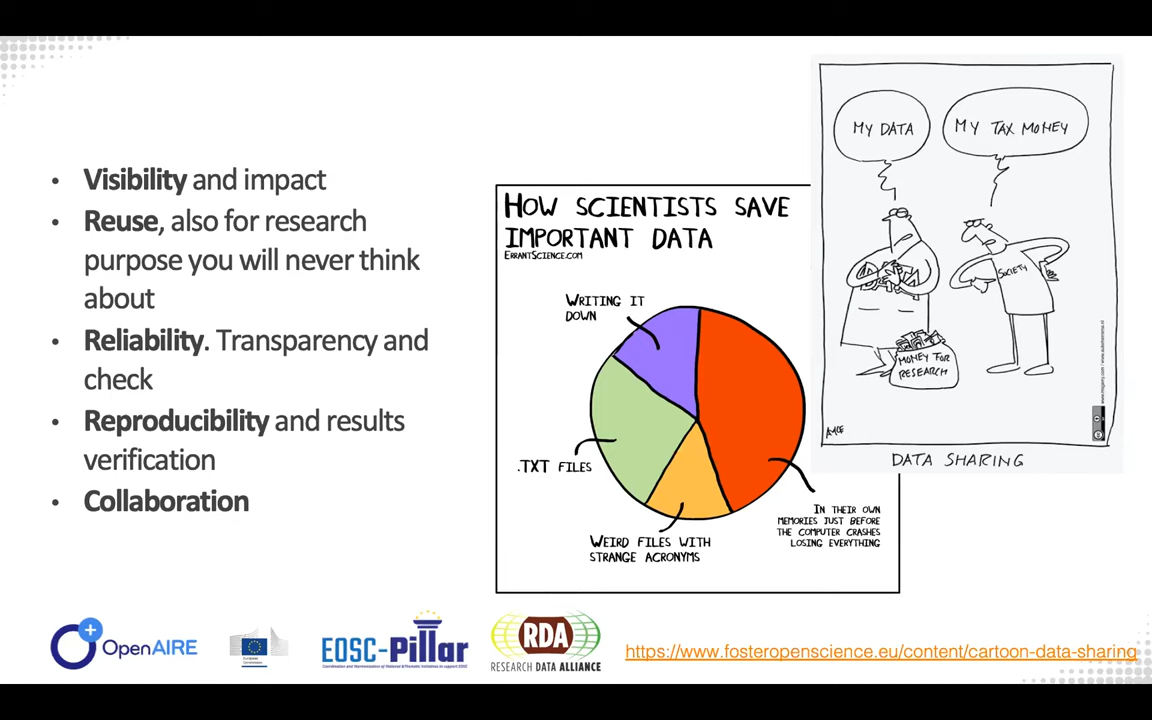 • Visibility and impact
• Reuse, also for research
purpose you will never think
about
• Reliability. Transparency and
check
• Reproducibility and results
verification
• Collaboration
HOW SCIENTISTS SAVE
IMPORTANT DATA
ERRANTSCIENCE.COM
WRITING IT
DOWN
.TXT FILES
WEIRD FILES WITH
STRANGE ACRONYMS
IN THEIR OWN
MEMORIES JUST BEFORE
THE COMPUTER CRASHES
LOSING EVERYTHING
MY DATA
MY TAX MONEY
SOCIETY
MONEY FOR
RESEARCH
DATA SHARING
OpenAIRE
European
Commission
EOSC-Pillar
RDA
RESEARCH DATA ALLIANCE
https://www.fosteropenscience.eu/content/cartoon-data-sharing